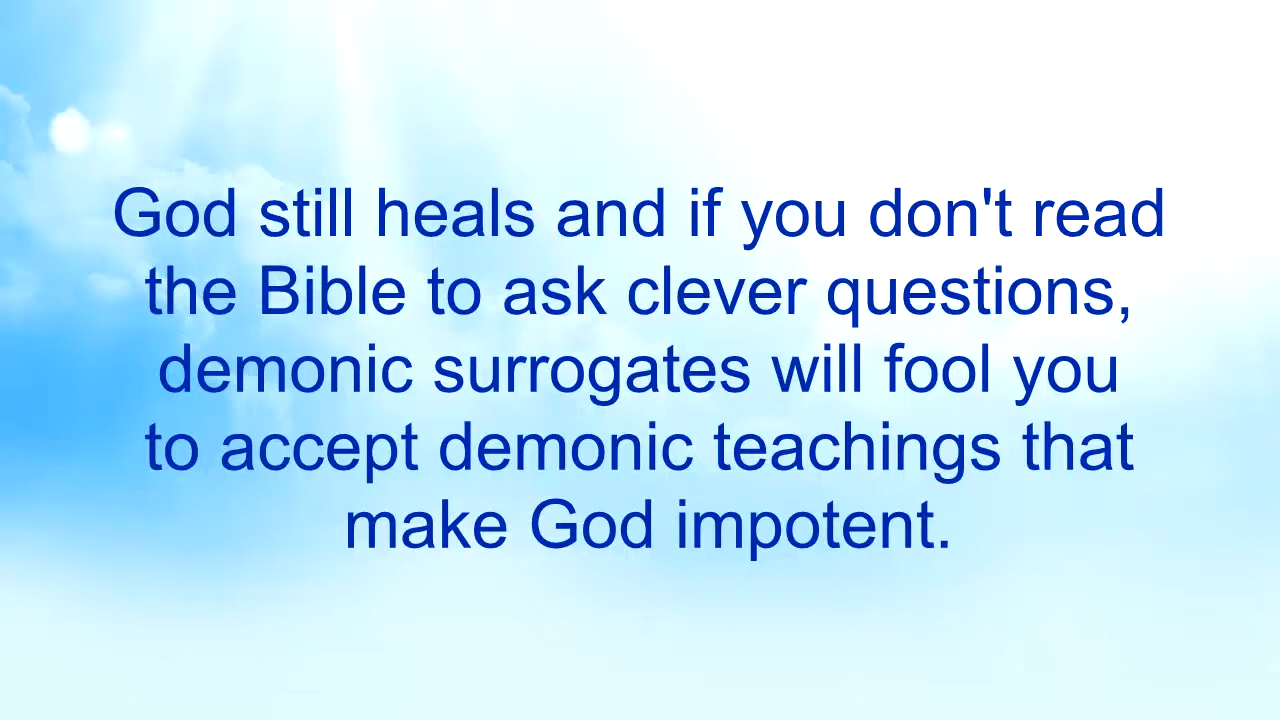 God still heals and if you don't read
the Bible to ask clever questions,
demonic surrogates will fool you
to accept demonic teachings that
make God impotent.